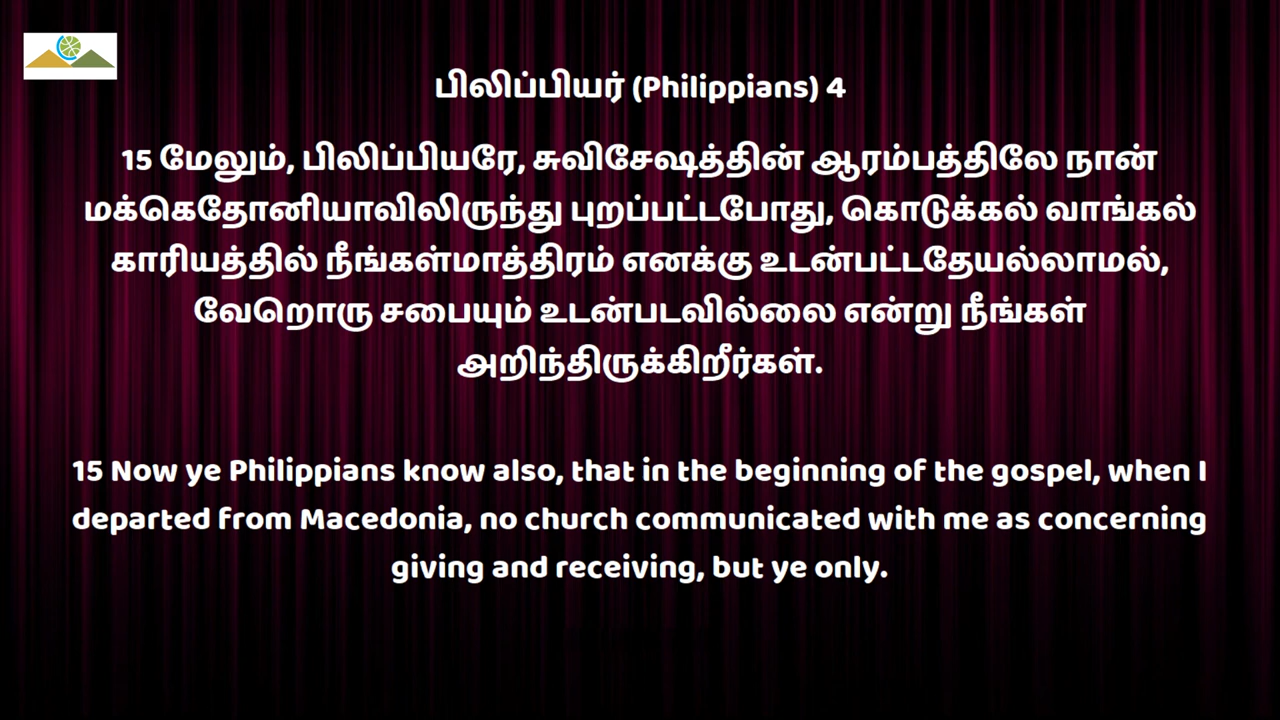 பிலிப்பியர் (Philippians) 4
15 மேலும், பிலிப்பியரே, சுவிசேஷத்தின் ஆரம்பத்திலே நான்
மக்கெதோனியாவிலிருந்து புறப்பட்டபோது, கொடுக்கல் வாங்கல்
காரியத்தில் நீங்கள்மாத்திரம் எனக்கு உடன்பட்டதேயல்லாமல்,
வேறொரு சபையும் உடன்படவில்லை என்று நீங்கள்
அறிந்திருக்கிறீர்கள்.
15 Now ye Philippians know also, that in the beginning of the gospel, when I
departed from Macedonia, no church communicated with me as concerning
giving and receiving, but ye only.